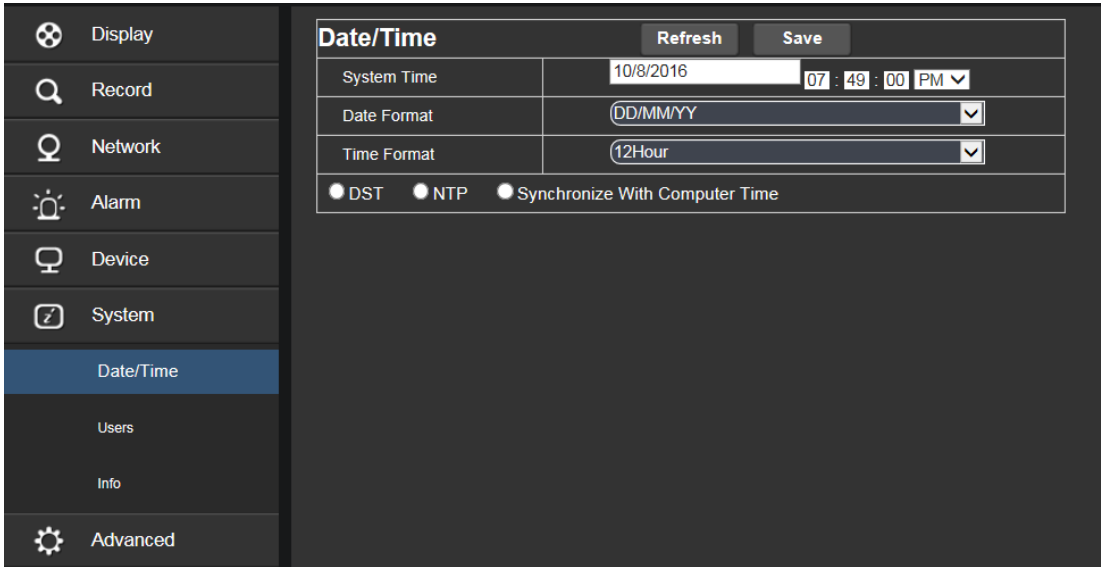 Display
Record
Network
Alarm
Device
System
Date/Time
Users
Info
Advanced
Date/Time Refresh Save
System Time 10/8/2016 07 : 49 : 00 PM
Date Format DD/MM/YY
Time Format 12Hour
DST NTP Synchronize With Computer Time